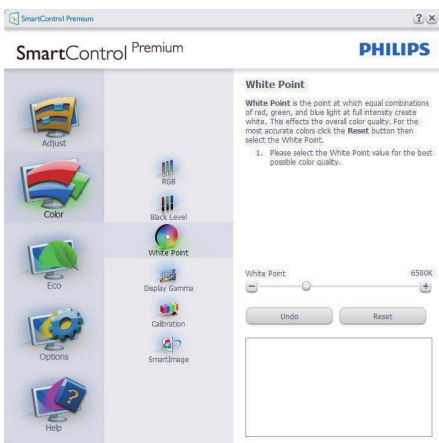 SmartControl Premium
? x
SmartControl Premium
PHILIPS
Adjust
Color
Eco
Options
Help
RGB
Black Level
White Point
Display Gamma
Calibration
SmartImage
White Point
White Point is the point at which equal combinations
of red, green, and blue light at full intensity create
white. This effects the overall color quality. For the
most accurate colors click the Reset button then
select the White Point.
1. Please select the White Point value for the best
possible color quality.
White Point 6500K
Undo Reset